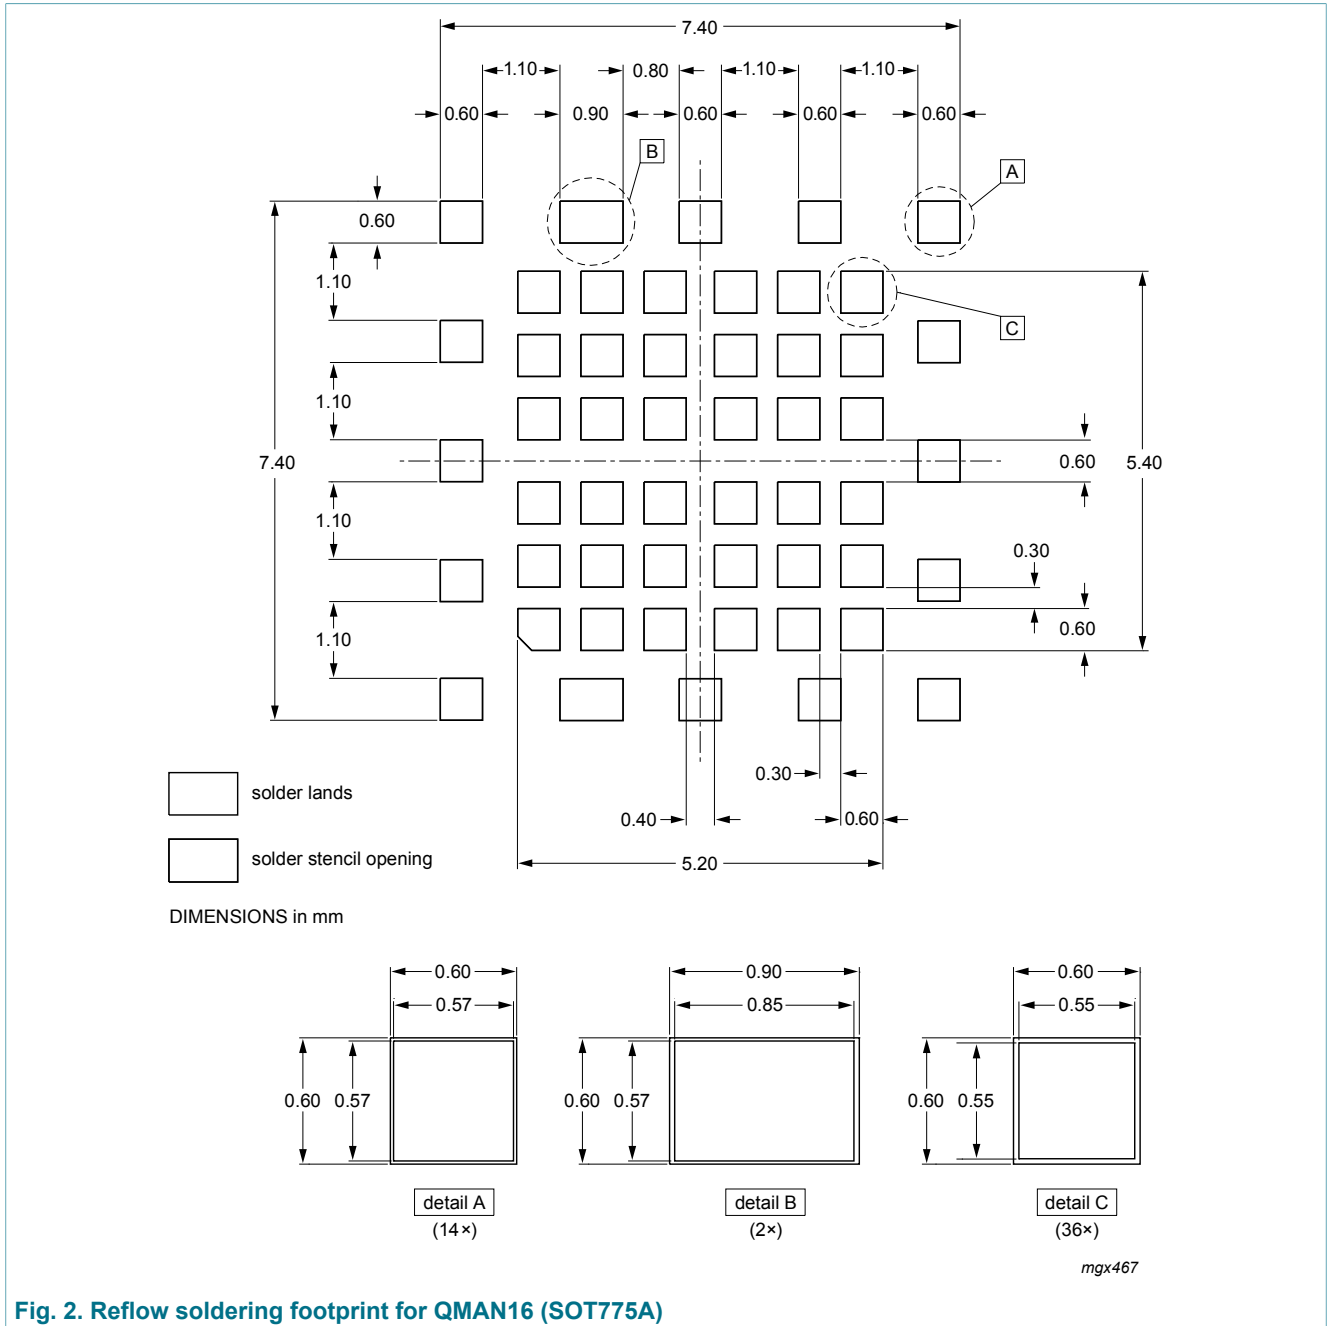 7.40
1.10 0.80 1.10 1.10
0.60 0.90 0.60 0.60 0.60
B
A
0.60
1.10
C
1.10
7.40 0.60 5.40
1.10
0.30
1.10 0.60
0.30
solder lands
0.40 0.60
solder stencil opening 5.20
DIMENSIONS in mm
0.60 0.90 0.60
0.57 0.85 0.55
0.60 0.57 0.60 0.57 0.60 0.55
detail A detail B detail C
(14×) (2×) (36×)
mgx467
Fig. 2. Reflow soldering footprint for QMAN16 (SOT775A)